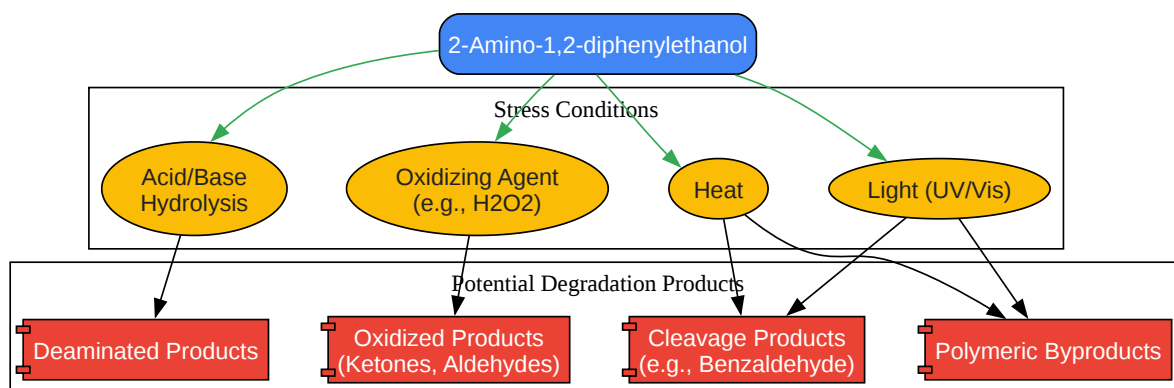 2-Amino-1,2-diphenylethanol
Stress Conditions
Acid/Base
Hydrolysis
Oxidizing Agent
(e.g., H2O2)
Heat
Light (UV/Vis)
Potential Degradation Products
Deaminated Products
Oxidized Products
(Ketones, Aldehydes)
Cleavage Products
(e.g., Benzaldehyde)
Polymeric Byproducts